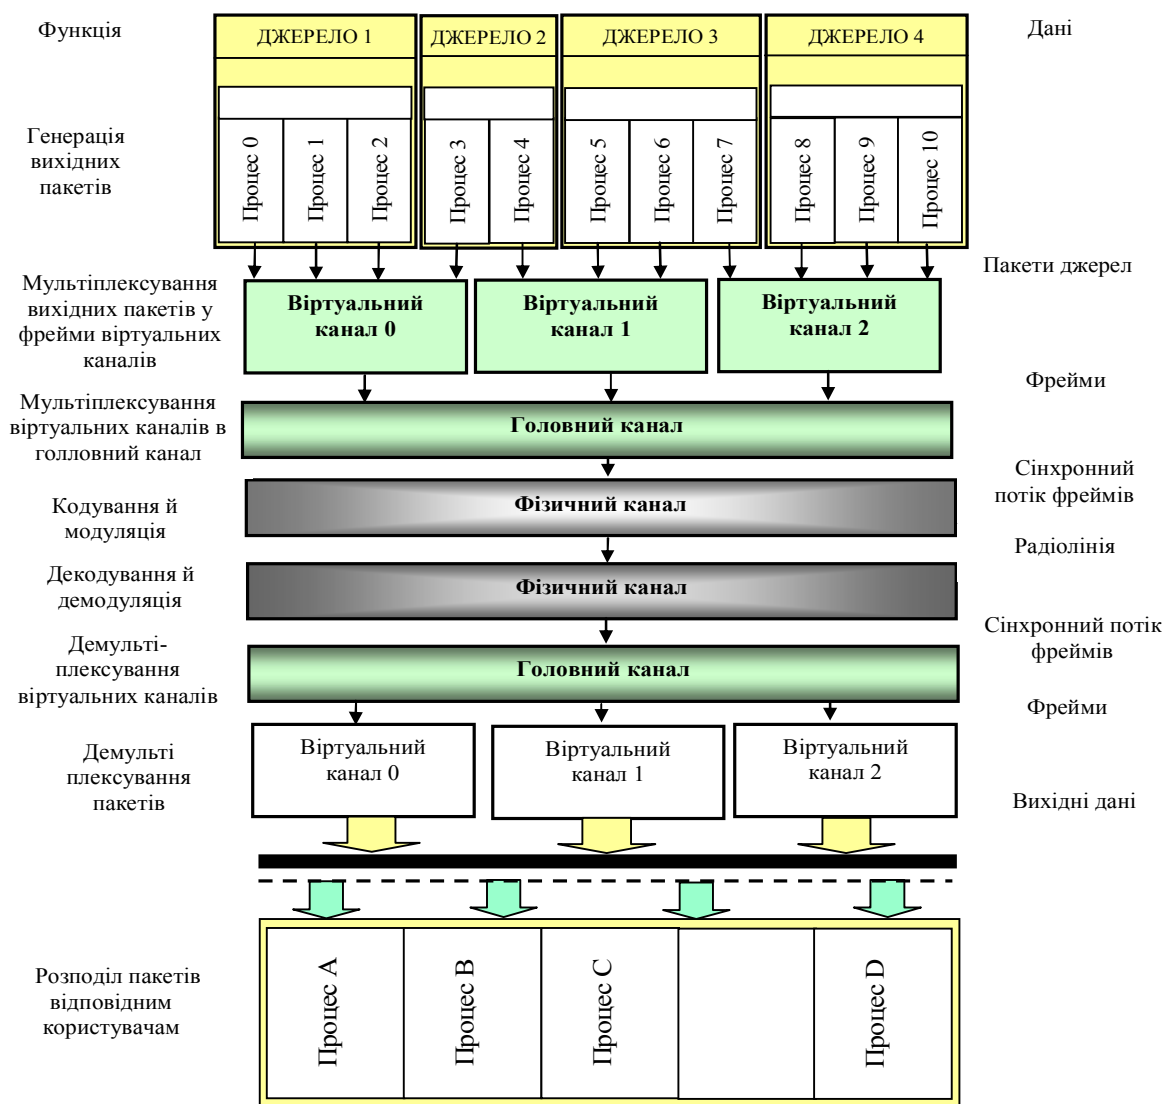 Функція
ДЖЕРЕЛО 1
ДЖЕРЕЛО 2
ДЖЕРЕЛО 3
ДЖЕРЕЛО 4
Дані
Генерація
вихідних
пакетів
Процес 0
Процес 1
Процес 2
Процес 3
Процес 4
Процес 5
Процес 6
Процес 7
Процес 8
Процес 9
Процес 10
Пакети джерел
Мультіплексування
вихідних пакетів у
фрейми віртуальних
каналів
Віртуальний
канал 0
Віртуальний
канал 1
Віртуальний
канал 2
Фрейми
Мультіплексування
віртуальних каналів в
голловний канал
Головний канал
Сінхронний
потік фреймів
Кодування й
модуляція
Фізичний канал
Радіолінія
Декодування й
демодуляція
Фізичний канал
Сінхронний потік
фреймів
Демульті-
плексування
віртуальних каналів
Головний канал
Фрейми
Демульті
плексування
пакетів
Віртуальний
канал 0
Віртуальний
канал 1
Віртуальний
канал 2
Вихідні дані
Розподіл пакетів
відповідним
користувачам
Процес А
Процес В
Процес С
Процес D